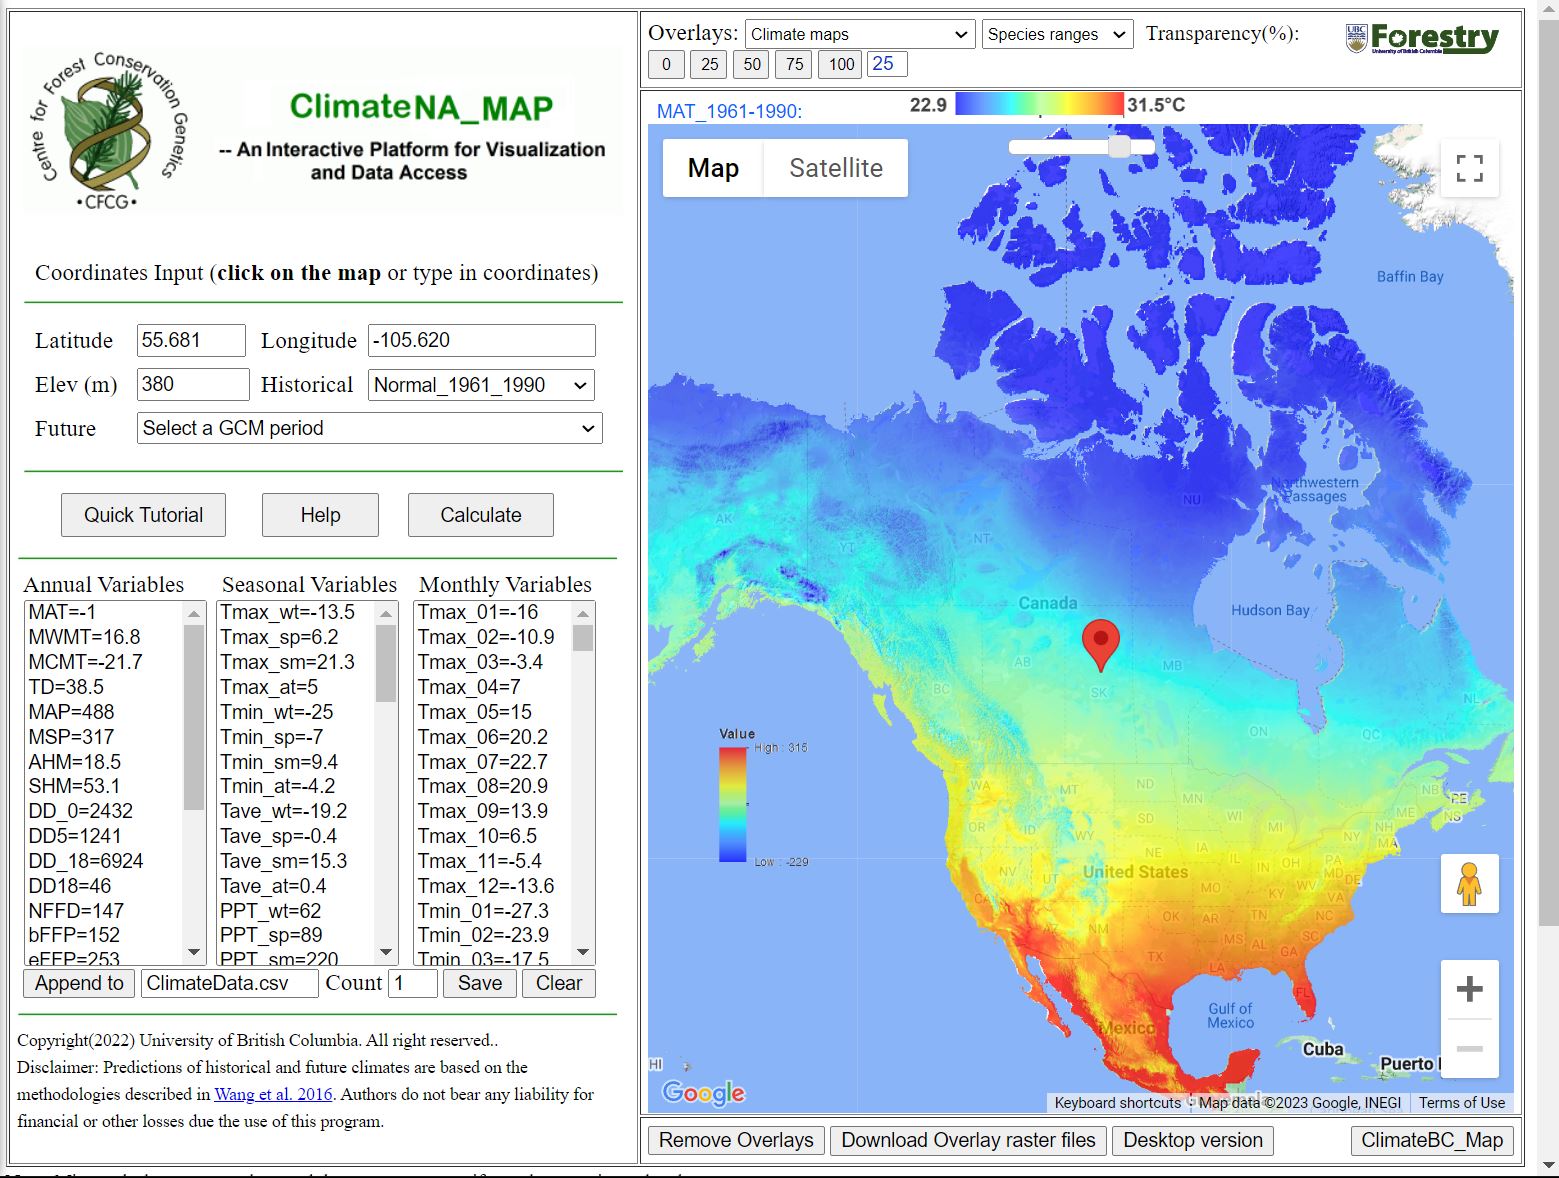 Centre for Forest Conservation Genetics
•CFCG•
ClimateNA_MAP
-- An Interactive Platform for Visualization
and Data Access
Coordinates Input (click on the map or type in coordinates)
Latitude 55.681 Longitude -105.620
Elev (m) 380 Historical Normal_1961_1990
Future Select a GCM period
Quick Tutorial Help Calculate
Annual Variables
MAT=-1
MWMT=16.8
MCMT=-21.7
TD=38.5
MAP=488
MSP=317
AHM=18.5
SHM=53.1
DD_0=2432
DD5=1241
DD_18=6924
DD18=46
NFFD=147
bFFP=152
eFFP=253
Seasonal Variables
Tmax_wt=-13.5
Tmax_sp=6.2
Tmax_sm=21.3
Tmax_at=5
Tmin_wt=-25
Tmin_sp=-7
Tmin_sm=9.4
Tmin_at=-4.2
Tave_wt=-19.2
Tave_sp=-0.4
Tave_sm=15.3
Tave_at=0.4
PPT_wt=62
PPT_sp=89
PPT_sm=220
Monthly Variables
Tmax_01=-16
Tmax_02=-10.9
Tmax_03=-3.4
Tmax_04=7
Tmax_05=15
Tmax_06=20.2
Tmax_07=22.7
Tmax_08=20.9
Tmax_09=13.9
Tmax_10=6.5
Tmax_11=-5.4
Tmax_12=-13.6
Tmin_01=-27.3
Tmin_02=-23.9
Tmin_03=-17.5
Append to ClimateData.csv Count 1 Save Clear
Copyright(2022) University of British Columbia. All right reserved..
Disclaimer: Predictions of historical and future climates are based on the
methodologies described in Wang et al. 2016. Authors do not bear any liability for
financial or other losses due the use of this program.
Overlays: Climate maps Species ranges Transparency(%):
0 25 50 75 100 25
UBC Forestry
University of British Columbia
MAT_1961-1990: 22.9 31.5°C
Map Satellite
Baffin Bay
Northwestern
Passages
NU
AK
YT
NT
Canada
Hudson Bay
AB
MB
SK
BC
NL
ON
QC
Value
High : 315
Low : -229
WA
MT
ND
MN
NB
PE
NS
ME
OR
ID
SD
WI
MI
NY
NH
MA
WY
NE
IA
IL
IN
OH
PA
NV
UT
United States
MD
DE
MO
KY
WV
VA
CA
AZ
NM
OK
AR
TN
NC
SC
MS
AL
GA
TX
LA
FL
Gulf of
Mexico
Mexico
Cuba
Puerto
HI
Google
Keyboard shortcuts Map data ©2023 Google, INEGI Terms of Use
Remove Overlays Download Overlay raster files Desktop version ClimateBC_Map